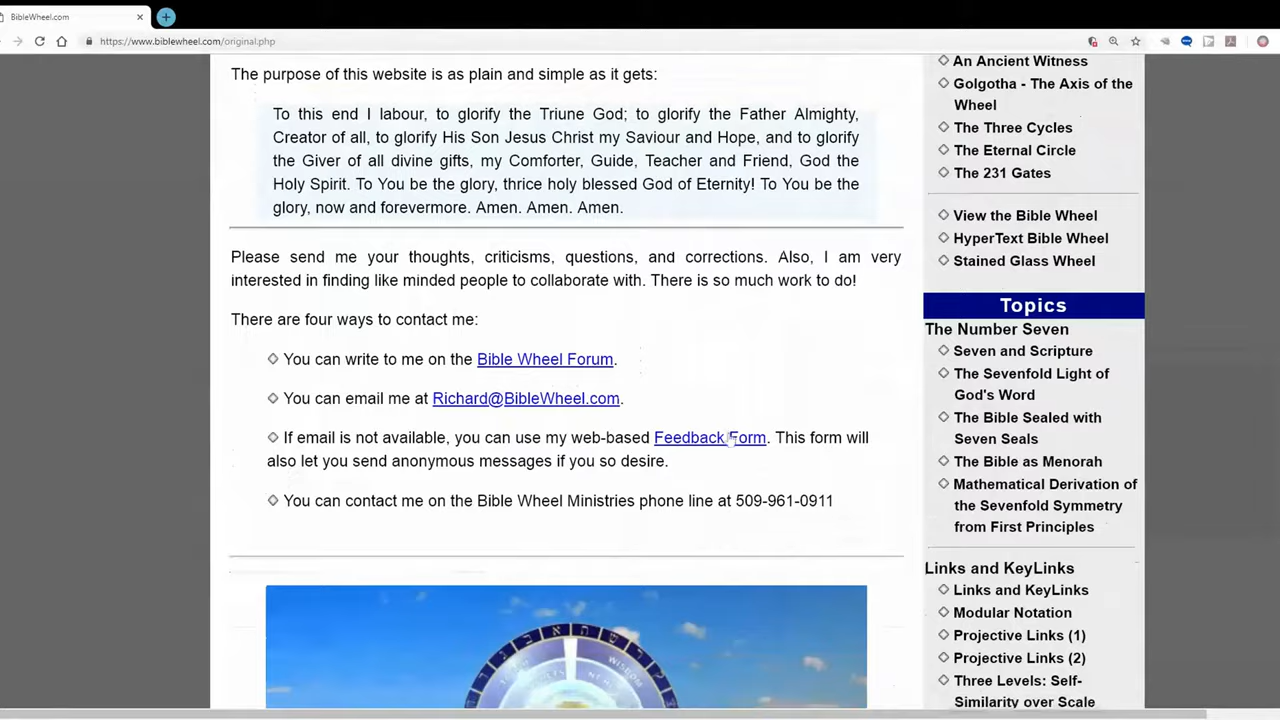 BibleWheel.com
https://www.biblewheel.com/original.php
The purpose of this website is as plain and simple as it gets:
To this end I labour, to glorify the Triune God; to glorify the Father Almighty,
Creator of all, to glorify His Son Jesus Christ my Saviour and Hope, and to glorify
the Giver of all divine gifts, my Comforter, Guide, Teacher and Friend, God the
Holy Spirit. To You be the glory, thrice holy blessed God of Eternity! To You be the
glory, now and forevermore. Amen. Amen. Amen.
Please send me your thoughts, criticisms, questions, and corrections. Also, I am very
interested in finding like minded people to collaborate with. There is so much work to do!
There are four ways to contact me:
You can write to me on the Bible Wheel Forum.
You can email me at Richard@BibleWheel.com.
If email is not available, you can use my web-based Feedback Form. This form will
also let you send anonymous messages if you so desire.
You can contact me on the Bible Wheel Ministries phone line at 509-961-0911
WISDOM
An Ancient Witness
Golgotha - The Axis of the
Wheel
The Three Cycles
The Eternal Circle
The 231 Gates
View the Bible Wheel
HyperText Bible Wheel
Stained Glass Wheel
Topics
The Number Seven
Seven and Scripture
The Sevenfold Light of
God's Word
The Bible Sealed with
Seven Seals
The Bible as Menorah
Mathematical Derivation of
the Sevenfold Symmetry
from First Principles
Links and KeyLinks
Links and KeyLinks
Modular Notation
Projective Links (1)
Projective Links (2)
Three Levels: Self-
Similarity over Scale